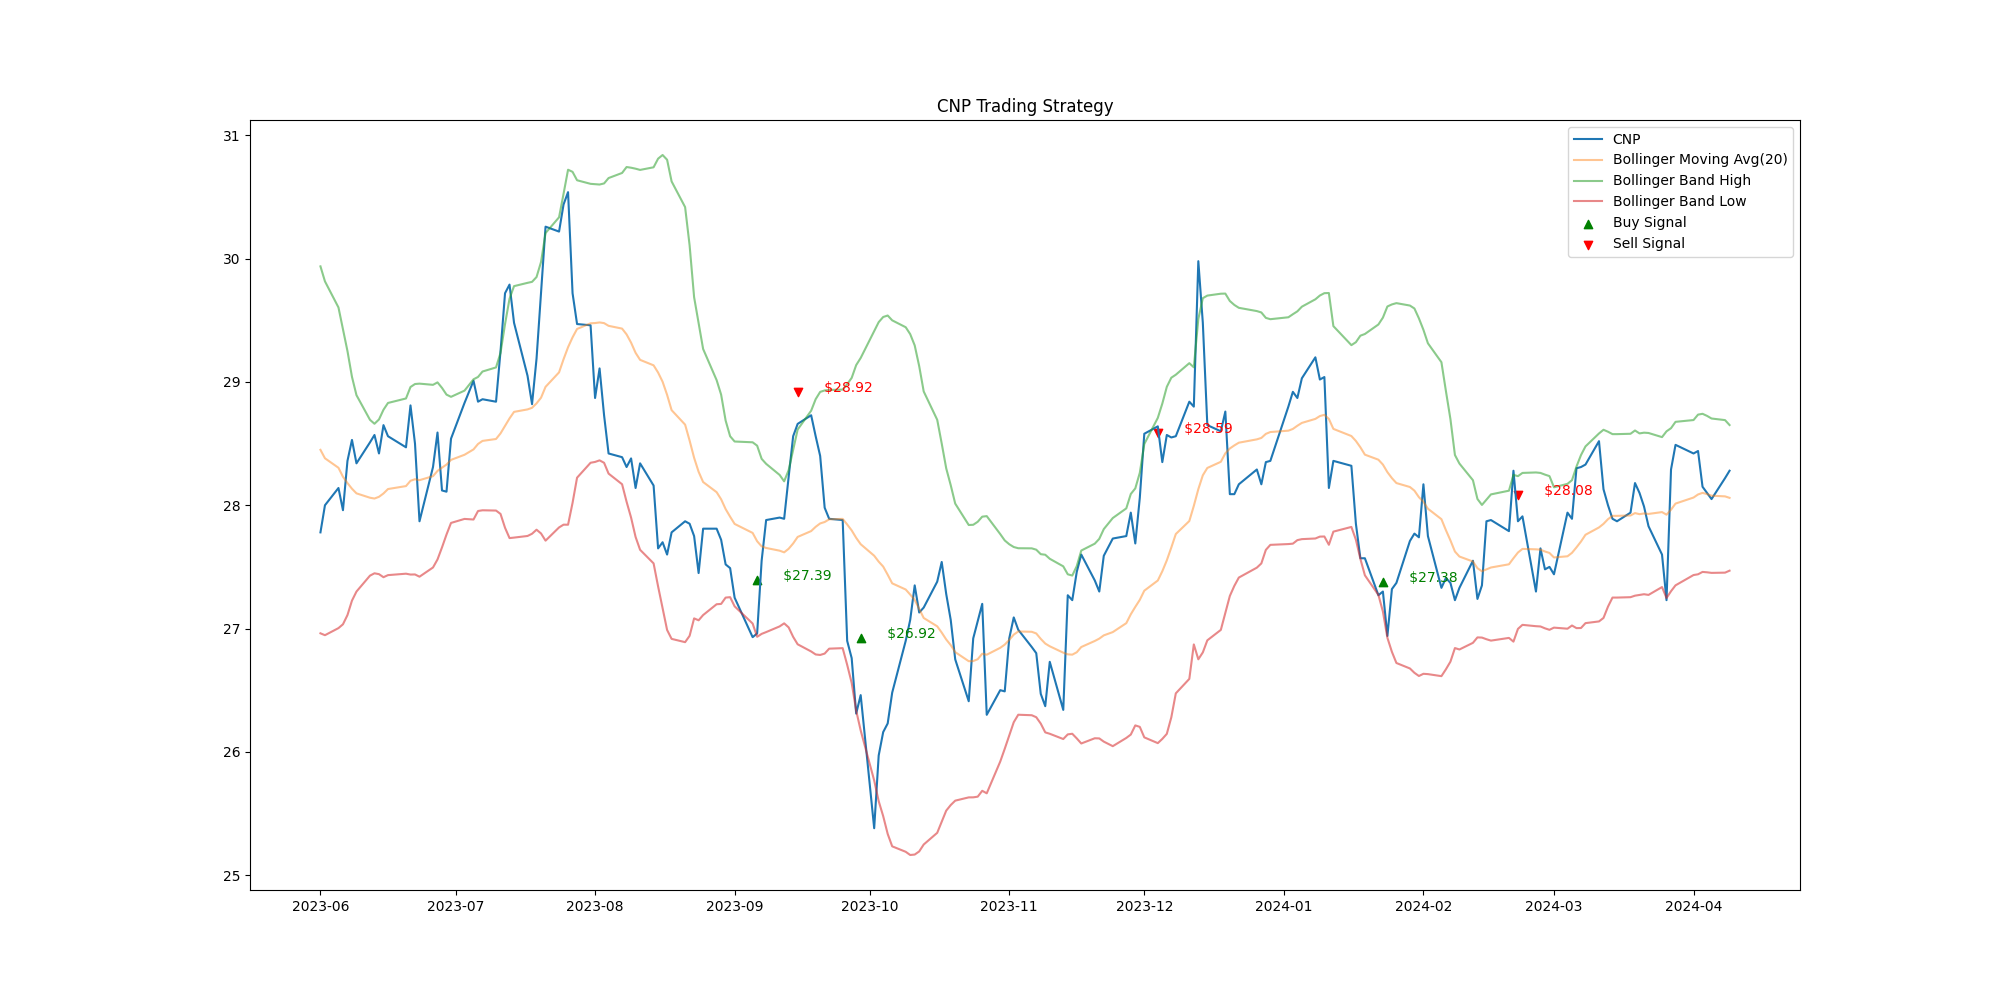 CNP Trading Strategy
31
30
29
28
27
26
25
CNP
Bollinger Moving Avg(20)
Bollinger Band High
Bollinger Band Low
Buy Signal
Sell Signal
$28.92
$28.59
$28.08
$27.39
$27.38
$26.92
2023-06 2023-07 2023-08 2023-09 2023-10 2023-11 2023-12 2024-01 2024-02 2024-03 2024-04